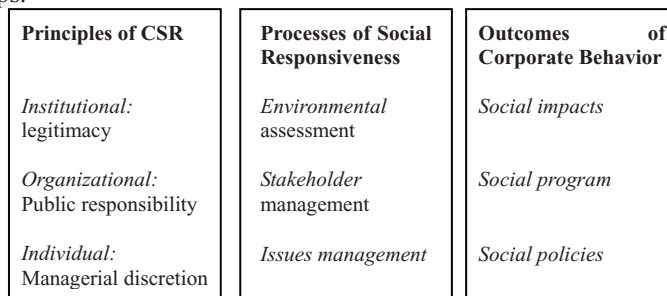 ps.
Principles of CSR
Institutional:
legitimacy
Organizational:
Public responsibility
Individual:
Managerial discretion
Processes of Social
Responsiveness
Environmental
assessment
Stakeholder
management
Issues management
Outcomes of
Corporate Behavior
Social impacts
Social program
Social policies